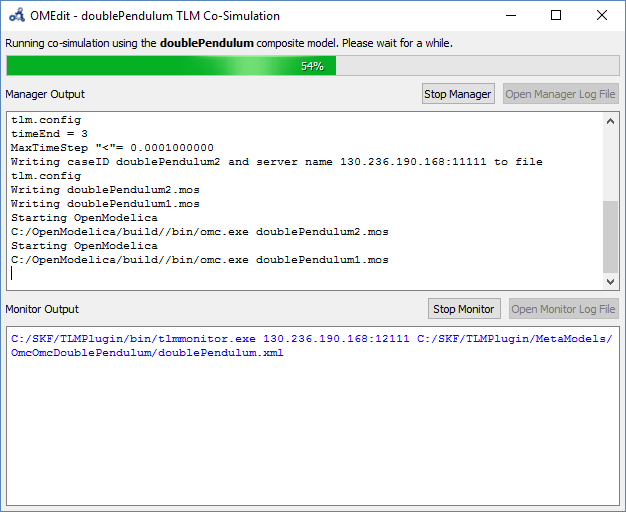 OMEdit - doublePendulum TLM Co-Simulation
Running co-simulation using the doublePendulum composite model. Please wait for a while.
54%
Manager Output
Stop Manager
Open Manager Log File
tlm.config
timeEnd = 3
MaxTimeStep "<"= 0.0001000000
Writing caseID doublePendulum2 and server name 130.236.190.168:11111 to file
tlm.config
Writing doublePendulum2.mos
Writing doublePendulum1.mos
Starting OpenModelica
C:/OpenModelica/build//bin/omc.exe doublePendulum2.mos
Starting OpenModelica
C:/OpenModelica/build//bin/omc.exe doublePendulum1.mos
Monitor Output
Stop Monitor
Open Monitor Log File
C:/SKF/TLMPlugin/bin/tlmmonitor.exe 130.236.190.168:12111 C:/SKF/TLMPlugin/MetaModels/
OmcOmcDoublePendulum/doublePendulum.xml